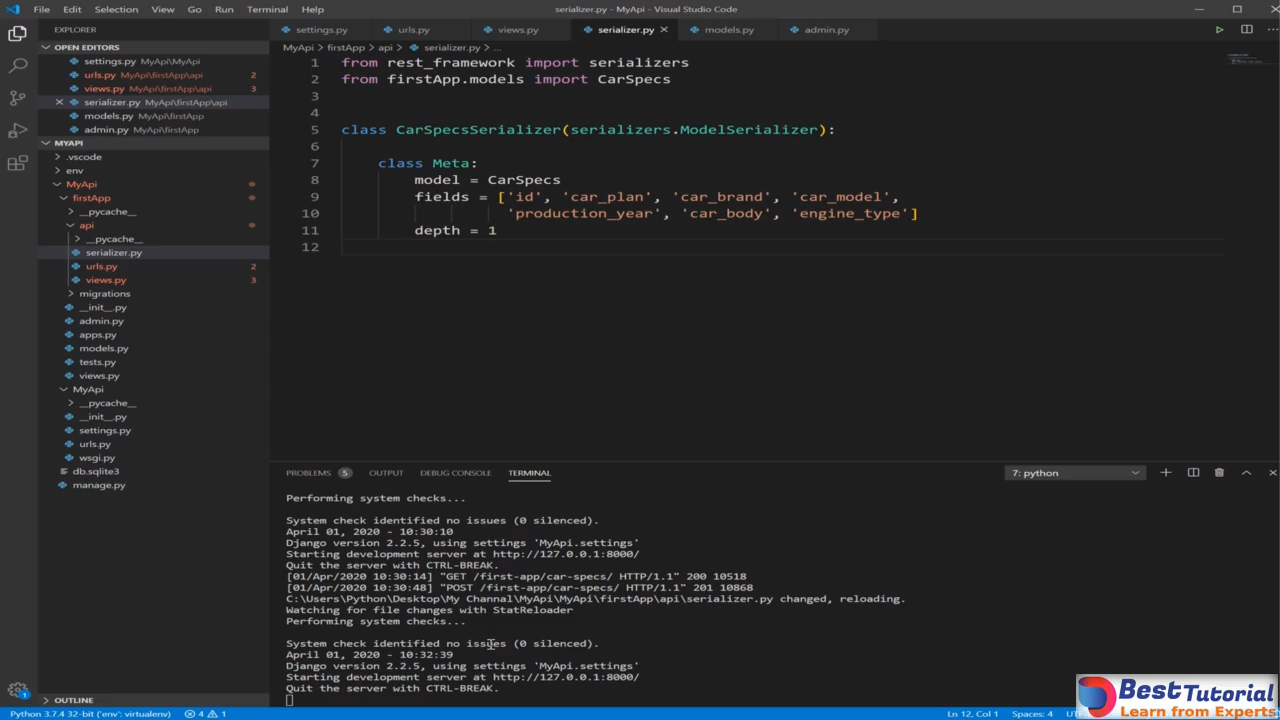 File Edit Selection View Go Run Terminal Help serializer.py - MyApi - Visual Studio Code
EXPLORER
OPEN EDITORS
settings.py MyApi\MyApi
urls.py MyApi\firstApp\api 2
views.py MyApi\firstApp\api 3
serializer.py MyApi\firstApp\api
models.py MyApi\firstApp
admin.py MyApi\firstApp
MYAPI
.vscode
env
MyApi
firstApp
__pycache__
api
__pycache__
serializer.py
urls.py 2
views.py 3
migrations
__init__.py
admin.py
apps.py
models.py
tests.py
views.py
MyApi
__pycache__
__init__.py
settings.py
urls.py
wsgi.py
db.sqlite3
manage.py
OUTLINE
settings.py urls.py views.py serializer.py models.py admin.py
MyApi > firstApp > api > serializer.py > ...
1 from rest_framework import serializers
2 from firstApp.models import CarSpecs
3
4
5 class CarSpecsSerializer(serializers.ModelSerializer):
6
7 class Meta:
8 model = CarSpecs
9 fields = ['id', 'car_plan', 'car_brand', 'car_model',
10 'production_year', 'car_body', 'engine_type']
11 depth = 1
12
PROBLEMS 5 OUTPUT DEBUG CONSOLE TERMINAL 7: python
Performing system checks...
System check identified no issues (0 silenced).
April 01, 2020 - 10:30:10
Django version 2.2.5, using settings 'MyApi.settings'
Starting development server at http://127.0.0.1:8000/
Quit the server with CTRL-BREAK.
[01/Apr/2020 10:30:14] "GET /first-app/car-specs/ HTTP/1.1" 200 10518
[01/Apr/2020 10:30:48] "POST /first-app/car-specs/ HTTP/1.1" 201 10868
C:\Users\Python\Desktop\My Channal\MyApi\MyApi\firstApp\api\serializer.py changed, reloading.
Watching for file changes with StatReloader
Performing system checks...
System check identified no issues (0 silenced).
April 01, 2020 - 10:32:39
Django version 2.2.5, using settings 'MyApi.settings'
Starting development server at http://127.0.0.1:8000/
Quit the server with CTRL-BREAK.
1
Python 3.7.4 32-bit ('env': virtualenv) 4 1 Ln 12, Col 1 Spaces: 4
BestTutorial
Learn from Experts